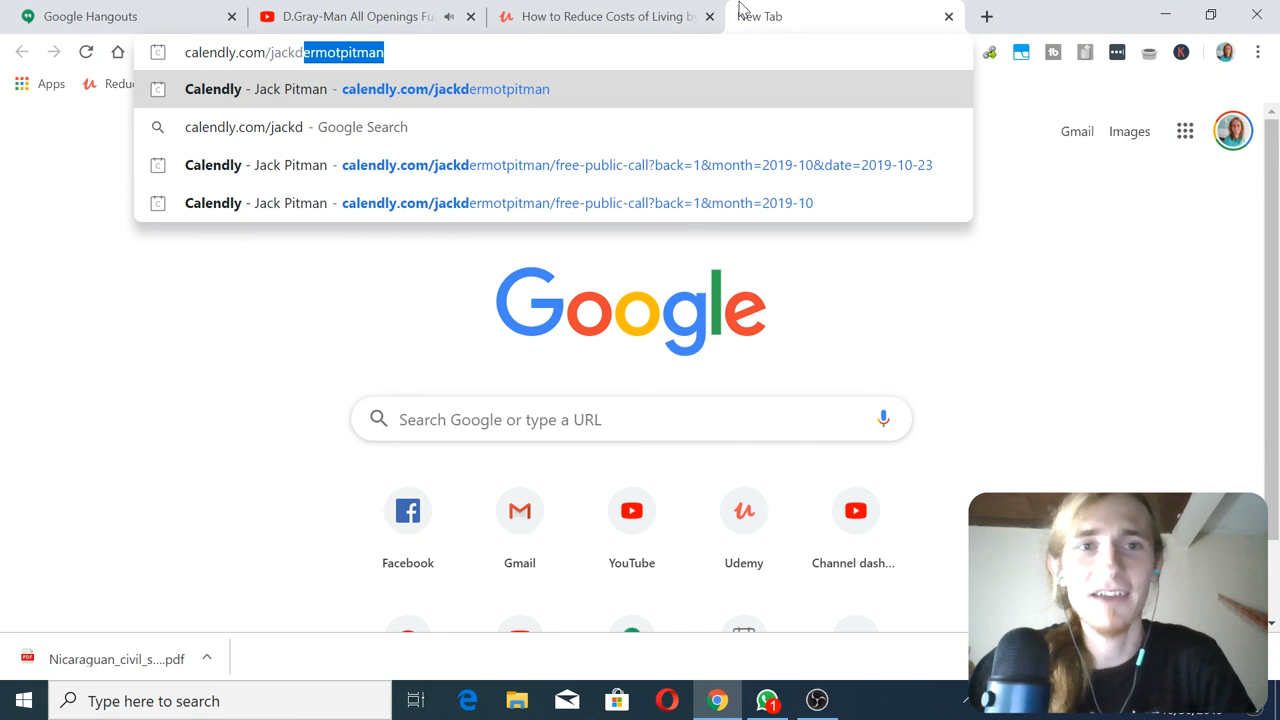 Google Hangouts
D.Gray-Man All Openings Fu
How to Reduce Costs of Living by
New Tab
calendly.com/jackdermotpitman
Apps
Reduc
Calendly - Jack Pitman - calendly.com/jackdermotpitman
calendly.com/jackd - Google Search
Calendly - Jack Pitman - calendly.com/jackdermotpitman/free-public-call?back=1&month=2019-10&date=2019-10-23
Calendly - Jack Pitman - calendly.com/jackdermotpitman/free-public-call?back=1&month=2019-10
Gmail
Images
Google
Search Google or type a URL
Facebook
Gmail
YouTube
Udemy
Channel dash...
Nicaraguan_civil_s....pdf
Type here to search
1